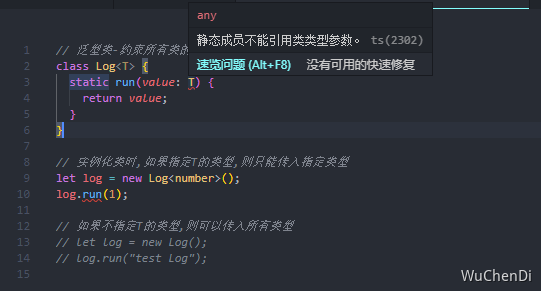 any
静态成员不能引用类类型参数。 ts(2302)
速览问题 (Alt+F8) 没有可用的快速修复
1 // 泛型类-约束所有类的
2 class Log<T> {
3 static run(value: T) {
4 return value;
5 }
6 }
7
8 // 实例化类时,如果指定T的类型,则只能传入指定类型
9 let log = new Log<number>();
10 log.run(1);
11
12 // 如果不指定T的类型,则可以传入所有类型
13 // let log = new Log();
14 // log.run("test Log");
15
WuChenDi